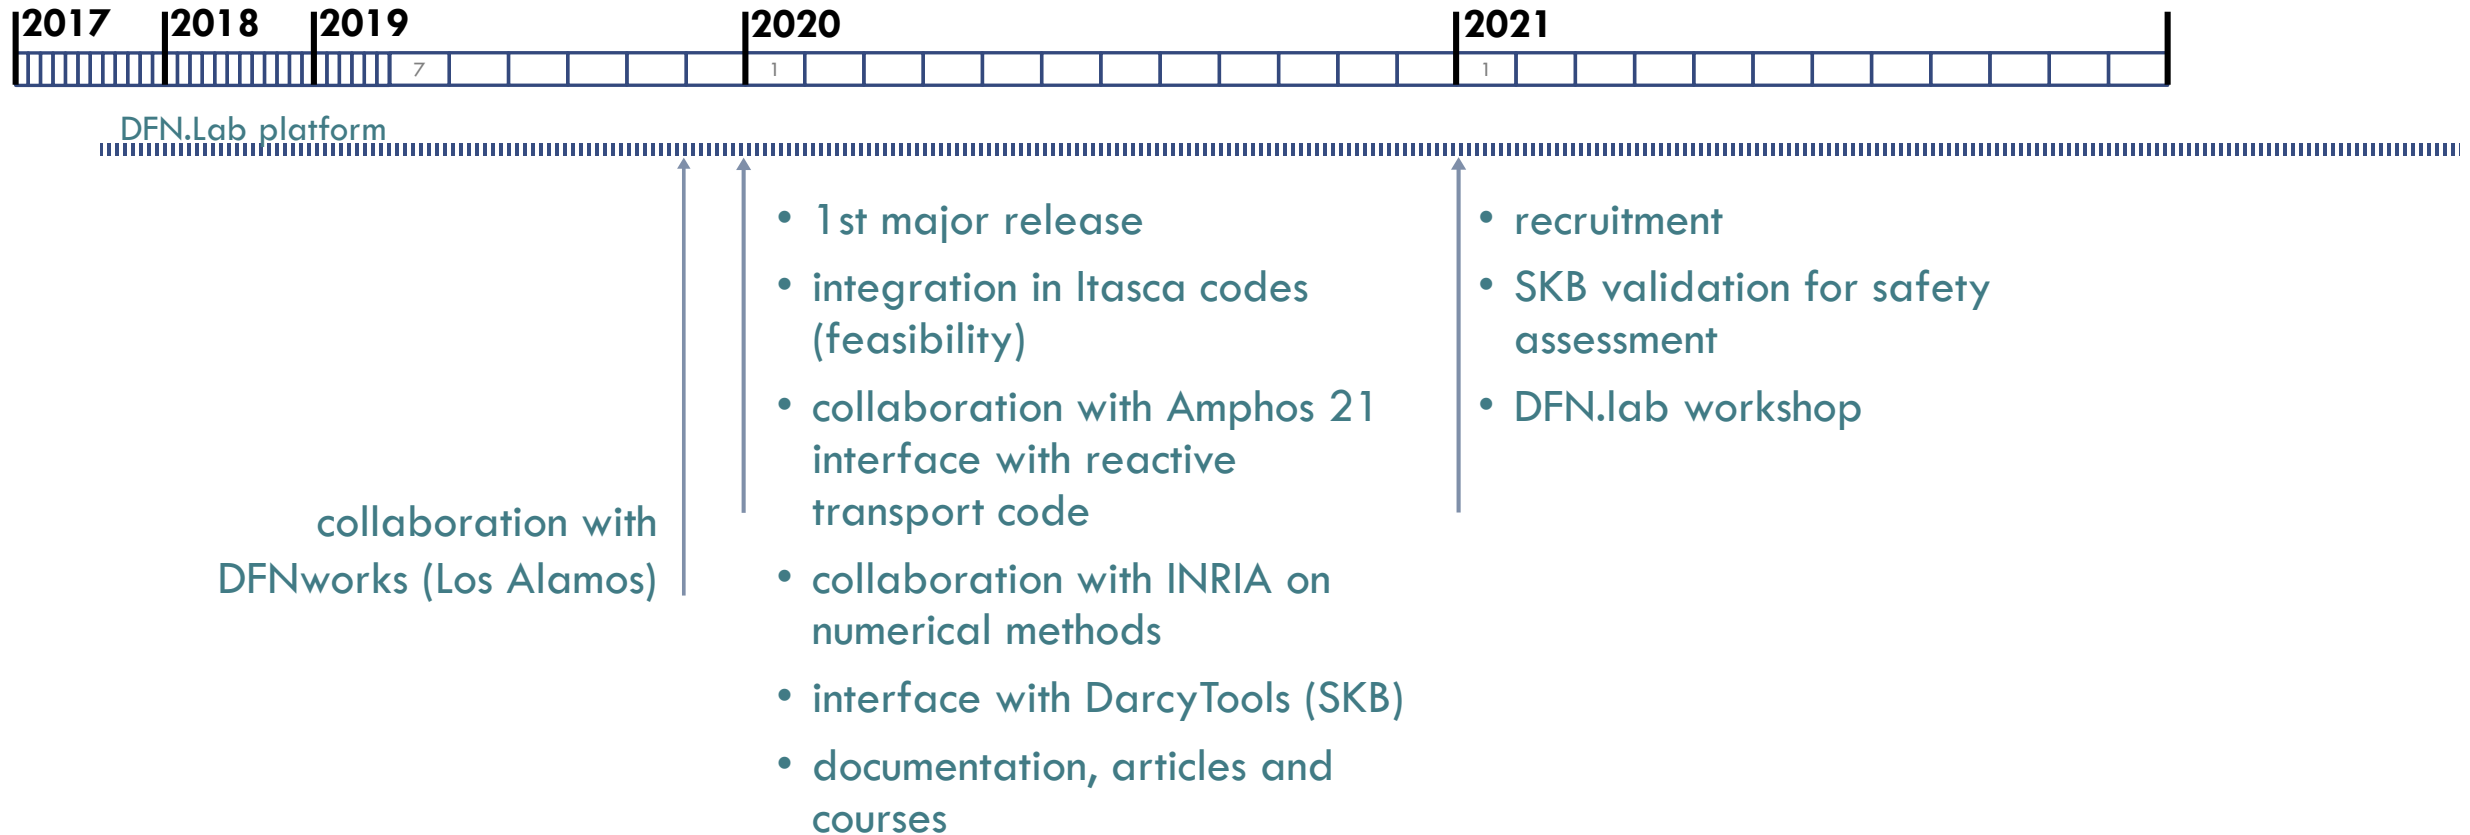 2017
2018
2019
2020
2021
7
1
1
DFN.Lab platform
collaboration with
DFNworks (Los Alamos)
• 1st major release
• integration in Itasca codes
(feasibility)
• collaboration with Amphos 21
interface with reactive
transport code
• collaboration with INRIA on
numerical methods
• interface with DarcyTools (SKB)
• documentation, articles and
courses
• recruitment
• SKB validation for safety
assessment
• DFN.lab workshop